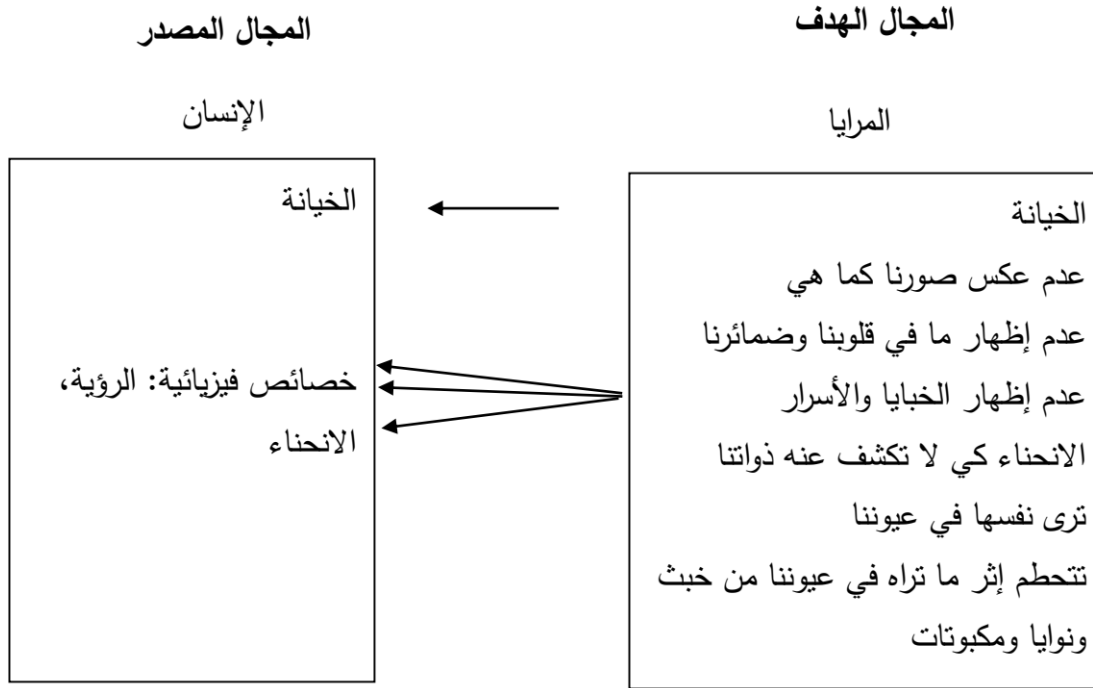 المجال الهدف
المرايا
الخيانة
عدم عكس صورنا كما هي
عدم إظهار ما في قلوبنا وضمائرنا
عدم إظهار الخبايا والأسرار
الانحناء كي لا تكشف عنه ذواتنا
ترى نفسها في عيوننا
تتحطم إثر ما تراه في عيوننا من خبث
ونوايا ومكبوتات
المجال المصدر
الإنسان
الخيانة
خصائص فيزيائية: الرؤية،
الانحناء